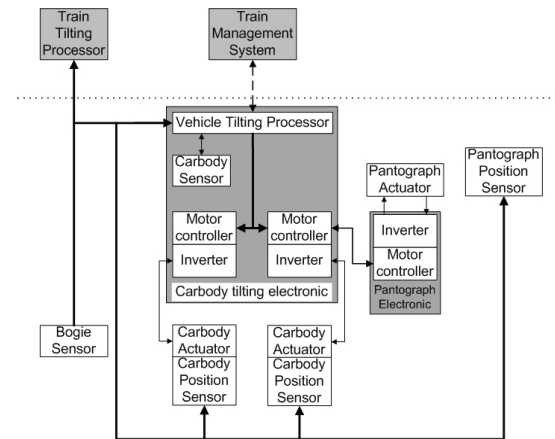 Train
Tilting
Processor
Train
Management
System
Vehicle Tilting Processor
Carbody
Sensor
Pantograph
Actuator
Pantograph
Position
Sensor
Motor
controller
Inverter
Motor
controller
Inverter
Inverter
Motor
controller
Pantograph
Electronic
Carbody tilting electronic
Bogie
Sensor
Carbody
Actuator
Carbody
Position
Sensor
Carbody
Actuator
Carbody
Position
Sensor